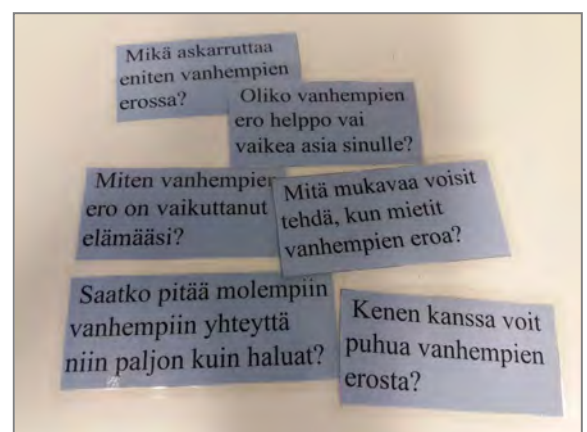 Mikä askarruttaa
eniten vanhempien
erossa?
Oliko vanhempien
ero helppo vai
vaikea asia sinulle?
Miten vanhempien
ero on vaikuttanut
elämääsi?
Mitä mukavaa voisit
tehdä, kun mietit
vanhempien eroa?
Saatko pitää molempiin
vanhempiin yhteyttä
niin paljon kuin haluat?
Kenen kanssa voit
puhua vanhempien
erosta?